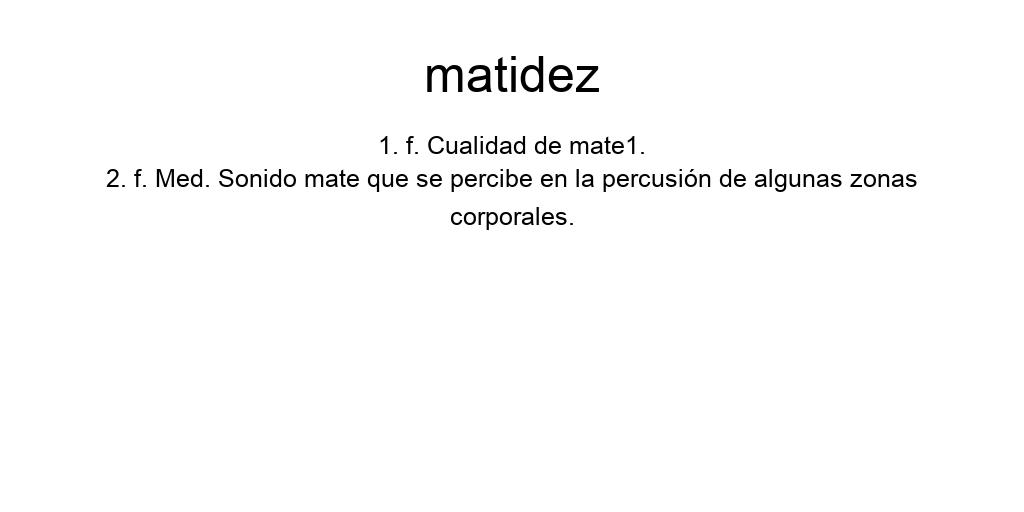 matidez
1. f. Cualidad de mate1.
2. f. Med. Sonido mate que se percibe en la percusión de algunas zonas
corporales.